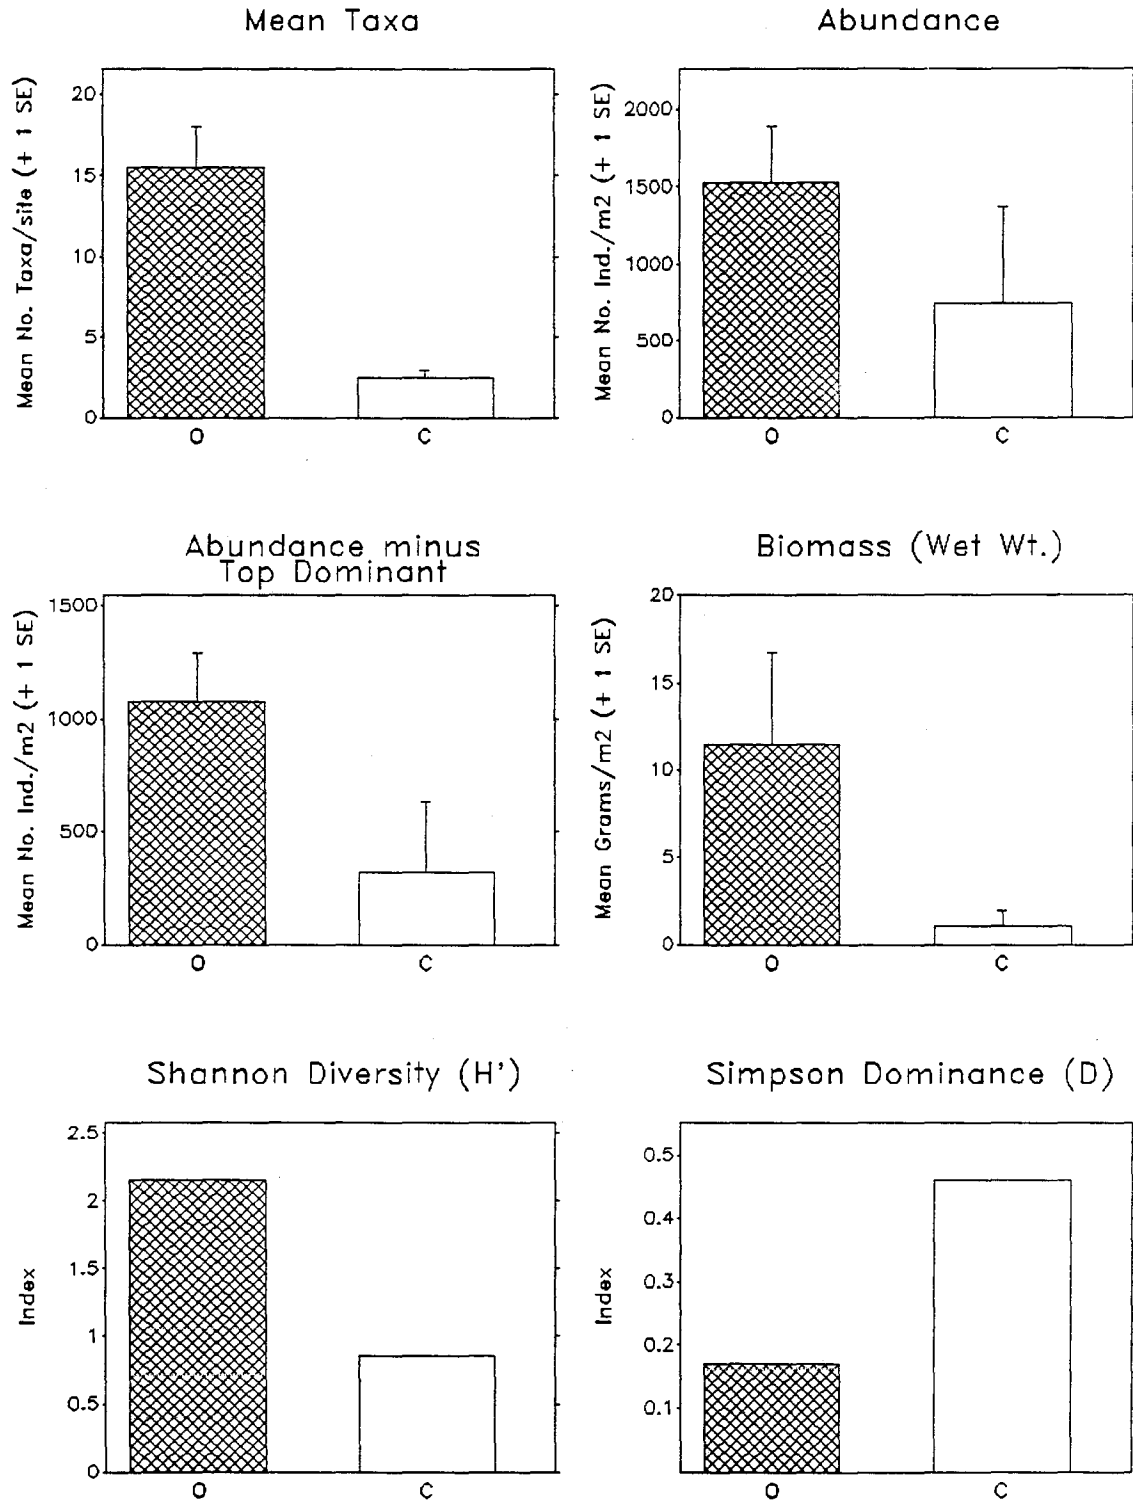 Mean Taxa
Mean No. Taxa/site (+ 1 SE)
20
15
10
5
0
O
C
Abundance
Mean No. Ind./m2 (+ 1 SE)
2000
1500
1000
500
0
O
C
Abundance minus
Top Dominant
Mean No. Ind./m2 (+ 1 SE)
1500
1000
500
0
O
C
Biomass (Wet Wt.)
Mean Grams/m2 (+ 1 SE)
20
15
10
5
0
O
C
Shannon Diversity (H')
Index
2.5
2
1.5
1
0.5
0
O
C
Simpson Dominance (D)
Index
0.5
0.4
0.3
0.2
0.1
O
C